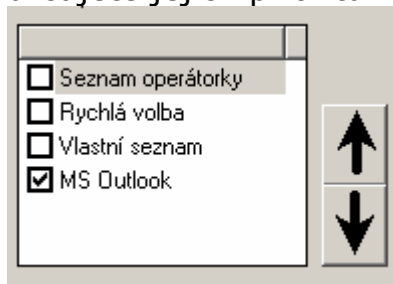 Seznam operátorky
Rychlá volba
Vlastní seznam
MS Outlook